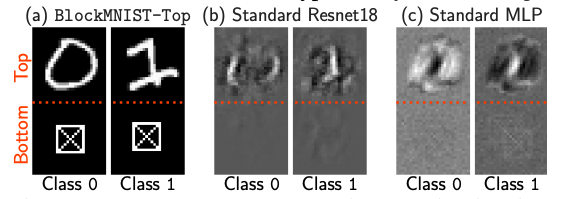 (a) BlockMNIST-Top (b) Standard Resnet18 (c) Standard MLP
Top
Bottom
Class 0 Class 1 Class 0 Class 1 Class 0 Class 1